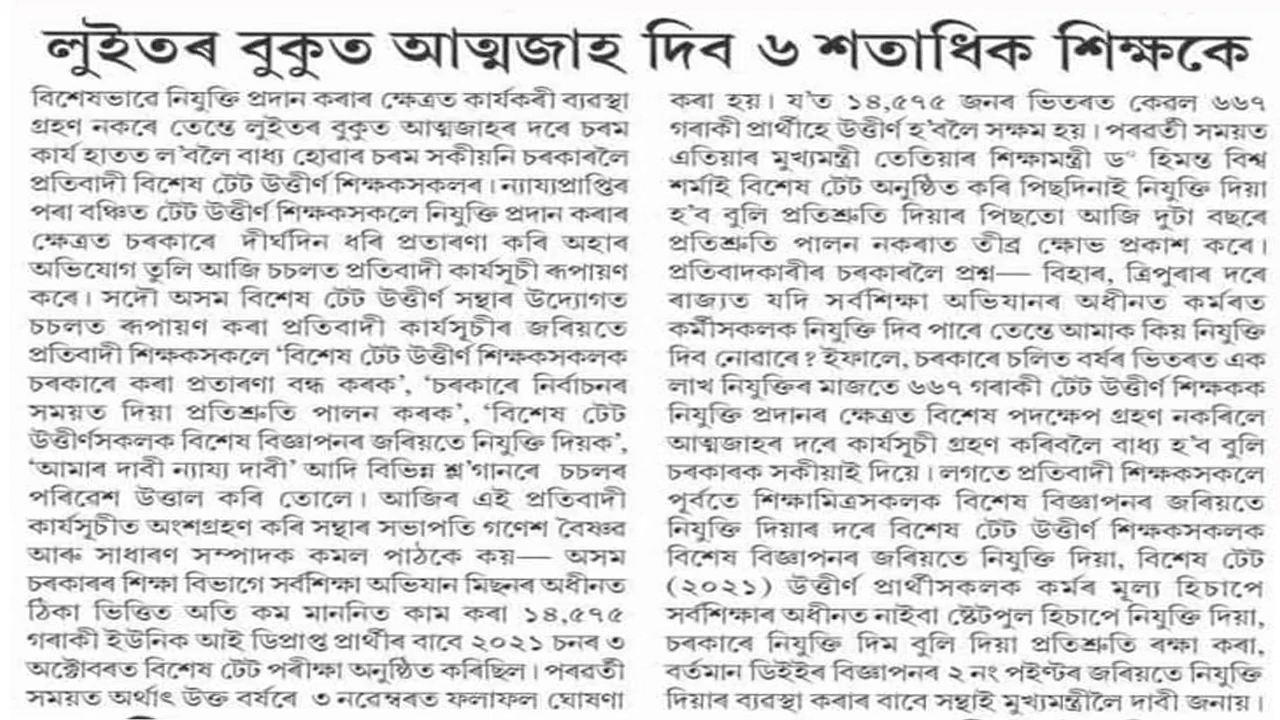 লুইতৰ বুকুত আত্মজাহ দিব ৬ শতাধিক শিক্ষকে
বিশেষভাৱে নিযুক্তি প্ৰদান কৰাৰ ক্ষেত্ৰত কাৰ্যকৰী ব্যৱস্থা
গ্ৰহণ নকৰে তেন্তে লুইতৰ বুকুত আত্মজাহৰ দৰে চৰম
কাৰ্য হাতত ল'বলৈ বাধ্য হোৱাৰ চৰম সকীয়নি চৰকাৰলৈ
প্ৰতিবাদী বিশেষ টেট উত্তীৰ্ণ শিক্ষকসকলৰ। ন্যায্যপ্ৰাপ্তিৰ
পৰা বঞ্চিত টেট উত্তীৰ্ণ শিক্ষকসকলে নিযুক্তি প্ৰদান কৰাৰ
ক্ষেত্ৰত চৰকাৰে দীৰ্ঘদিন ধৰি প্ৰতাৰণা কৰি অহাৰ
অভিযোগ তুলি আজি চচলত প্ৰতিবাদী কাৰ্যসূচী ৰূপায়ণ
কৰে। সদৌ অসম বিশেষ টেট উত্তীৰ্ণ সন্থাৰ উদ্যোগত
চচলত ৰূপায়ণ কৰা প্ৰতিবাদী কাৰ্যসূচীৰ জৰিয়তে
প্ৰতিবাদী শিক্ষকসকলে 'বিশেষ টেট উত্তীৰ্ণ শিক্ষকসকলক
চৰকাৰে কৰা প্ৰতাৰণা বন্ধ কৰক', 'চৰকাৰে নিৰ্বাচনৰ
সময়ত দিয়া প্ৰতিশ্ৰুতি পালন কৰক', 'বিশেষ টেট
উত্তীৰ্ণসকলক বিশেষ বিজ্ঞাপনৰ জৰিয়তে নিযুক্তি দিয়ক',
'আমাৰ দাবী ন্যায্য দাবী' আদি বিভিন্ন শ্ল'গানৰে চচলৰ
পৰিৱেশ উত্তাল কৰি তোলে। আজিৰ এই প্ৰতিবাদী
কাৰ্যসূচীত অংশগ্ৰহণ কৰি সন্থাৰ সভাপতি গণেশ বৈষ্ণৱ
আৰু সাধাৰণ সম্পাদক কমল পাঠকে কয়— অসম
চৰকাৰৰ শিক্ষা বিভাগে সৰ্বশিক্ষা অভিযান মিছনৰ অধীনত
ঠিকা ভিত্তিত অতি কম মাননিত কাম কৰা ১৪,৫৭৫
গৰাকী ইউনিক আই ডিপ্ৰাপ্ত প্ৰাৰ্থীৰ বাবে ২০২১ চনৰ ৩
অক্টোবৰত বিশেষ টেট পৰীক্ষা অনুষ্ঠিত কৰিছিল। পৰৱৰ্তী
সময়ত অৰ্থাৎ উক্ত বৰ্ষৰে ৩ নৱেম্বৰত ফলাফল ঘোষণা
কৰা হয়। য'ত ১৪,৫৭৫ জনৰ ভিতৰত কেৱল ৬৬৭
গৰাকী প্ৰাৰ্থীহে উত্তীৰ্ণ হ'বলৈ সক্ষম হয়। পৰৱৰ্তী সময়ত
এতিয়াৰ মুখ্যমন্ত্ৰী তেতিয়াৰ শিক্ষামন্ত্ৰী ড° হিমন্ত বিশ্ব
শৰ্মাই বিশেষ টেট অনুষ্ঠিত কৰি পিছদিনাই নিযুক্তি দিয়া
হ'ব বুলি প্ৰতিশ্ৰুতি দিয়াৰ পিছতো আজি দুটা বছৰে
প্ৰতিশ্ৰুতি পালন নকৰাত তীব্ৰ ক্ষোভ প্ৰকাশ কৰে।
প্ৰতিবাদকাৰীৰ চৰকাৰলৈ প্ৰশ্ন— বিহাৰ, ত্ৰিপুৰাৰ দৰে
ৰাজ্যত যদি সৰ্বশিক্ষা অভিযানৰ অধীনত কৰ্মৰত
কৰ্মীসকলক নিযুক্তি দিব পাৰে তেন্তে আমাক কিয় নিযুক্তি
দিব নোৱাৰে? ইফালে, চৰকাৰে চলিত বৰ্ষৰ ভিতৰত এক
লাখ নিযুক্তিৰ মাজতে ৬৬৭ গৰাকী টেট উত্তীৰ্ণ শিক্ষকক
নিযুক্তি প্ৰদানৰ ক্ষেত্ৰত বিশেষ পদক্ষেপ গ্ৰহণ নকৰিলে
আত্মজাহৰ দৰে কাৰ্যসূচী গ্ৰহণ কৰিবলৈ বাধ্য হ'ব বুলি
চৰকাৰক সকীয়াই দিয়ে। লগতে প্ৰতিবাদী শিক্ষকসকলে
পূৰ্বতে শিক্ষামিত্ৰসকলক বিশেষ বিজ্ঞাপনৰ জৰিয়তে
নিযুক্তি দিয়াৰ দৰে বিশেষ টেট উত্তীৰ্ণ শিক্ষকসকলক
বিশেষ বিজ্ঞাপনৰ জৰিয়তে নিযুক্তি দিয়া, বিশেষ টেট
(২০২১) উত্তীৰ্ণ প্ৰাৰ্থীসকলক কৰ্মৰ মূল্য হিচাপে
সৰ্বশিক্ষাৰ অধীনত নাইবা ষ্টেটপুল হিচাপে নিযুক্তি দিয়া,
চৰকাৰে নিযুক্তি দিম বুলি দিয়া প্ৰতিশ্ৰুতি ৰক্ষা কৰা,
বৰ্তমান ডিইইৰ বিজ্ঞাপনৰ ২ নং পইণ্টৰ জৰিয়তে নিযুক্তি
দিয়াৰ ব্যৱস্থা কৰাৰ বাবে সন্থাই মুখ্যমন্ত্ৰীলৈ দাবী জনায়।